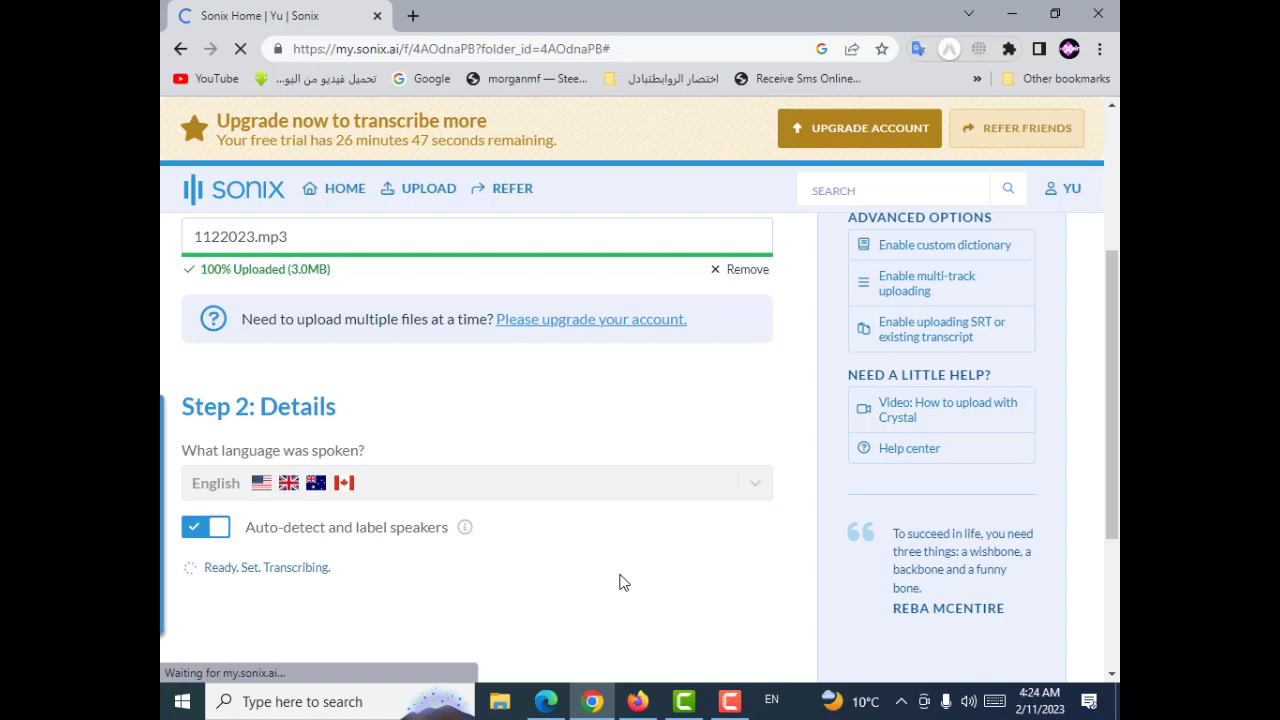 Sonix Home | Yu | Sonix
https://my.sonix.ai/f/4AOdnaPB?folder_id=4AOdnaPB#
YouTube
تحميل فيديو من اليو...
Google
morganmf — Stee...
اختصار الروابطتبادل
Receive Sms Online...
»
Other bookmarks
Upgrade now to transcribe more
Your free trial has 26 minutes 47 seconds remaining.
UPGRADE ACCOUNT
REFER FRIENDS
sonix
HOME
UPLOAD
REFER
SEARCH
YU
1122023.mp3
100% Uploaded (3.0MB)
Remove
Need to upload multiple files at a time? Please upgrade your account.
Step 2: Details
What language was spoken?
English
Auto-detect and label speakers
Ready. Set. Transcribing.
ADVANCED OPTIONS
Enable custom dictionary
Enable multi-track
uploading
Enable uploading SRT or
existing transcript
NEED A LITTLE HELP?
Video: How to upload with
Crystal
Help center
To succeed in life, you need
three things: a wishbone, a
backbone and a funny
bone.
REBA MCENTIRE
Waiting for my.sonix.ai...
Type here to search
EN
10°C
4:24 AM
2/11/2023